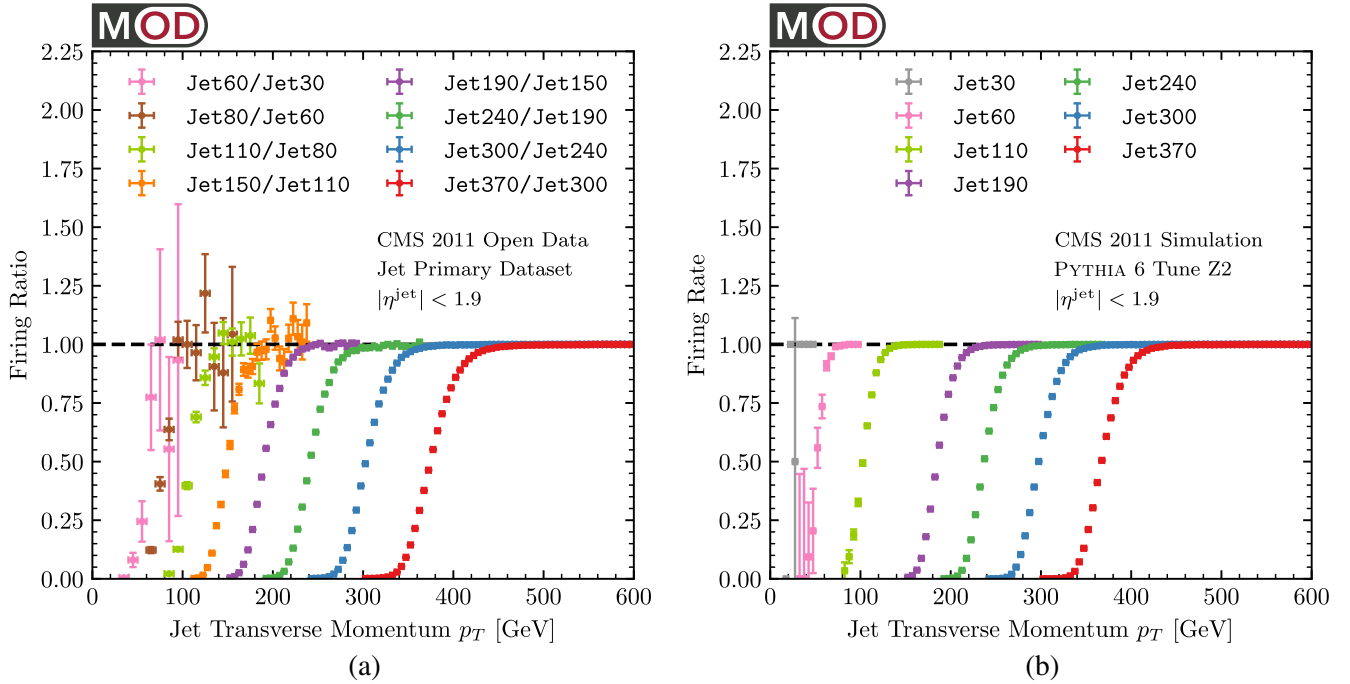 MOD
2.25
2.00
1.75
1.50
1.25
1.00
0.75
0.50
0.25
0.00
Firing Ratio
Jet60/Jet30
Jet80/Jet60
Jet110/Jet80
Jet150/Jet110
Jet190/Jet150
Jet240/Jet190
Jet300/Jet240
Jet370/Jet300
CMS 2011 Open Data
Jet Primary Dataset
|η^jet| < 1.9
0 100 200 300 400 500 600
Jet Transverse Momentum p_T [GeV]
(a)
MOD
2.25
2.00
1.75
1.50
1.25
1.00
0.75
0.50
0.25
0.00
Firing Rate
Jet30
Jet60
Jet110
Jet190
Jet240
Jet300
Jet370
CMS 2011 Simulation
PYTHIA 6 Tune Z2
|η^jet| < 1.9
0 100 200 300 400 500 600
Jet Transverse Momentum p_T [GeV]
(b)